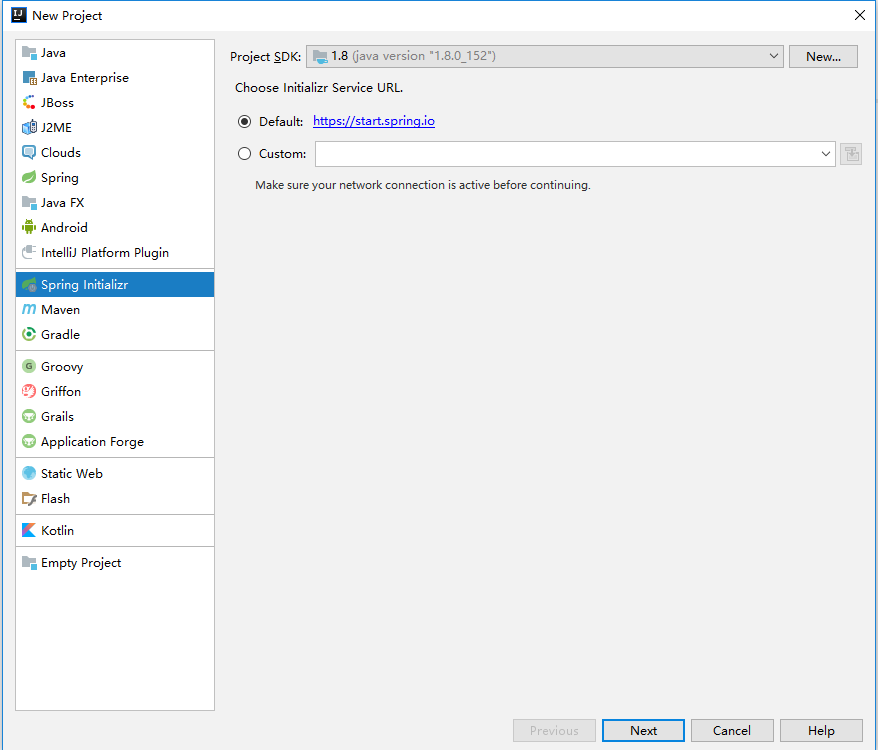 New Project
Java
Java Enterprise
JBoss
J2ME
Clouds
Spring
Java FX
Android
IntelliJ Platform Plugin
Spring Initializr
Maven
Gradle
Groovy
Griffon
Grails
Application Forge
Static Web
Flash
Kotlin
Empty Project
Project SDK: 1.8 (java version "1.8.0_152") New...
Choose Initializr Service URL.
Default: https://start.spring.io
Custom:
Make sure your network connection is active before continuing.
Previous Next Cancel Help